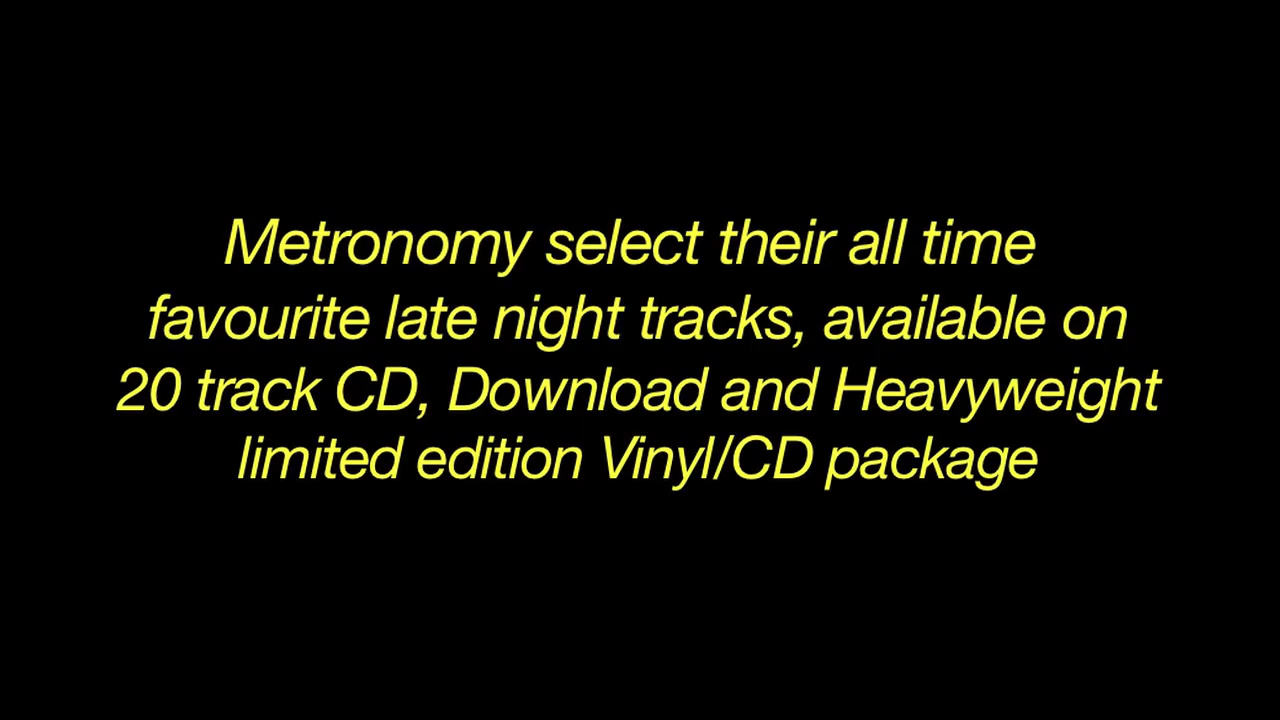 Metronomy select their all time
favourite late night tracks, available on
20 track CD, Download and Heavyweight
limited edition Vinyl/CD package